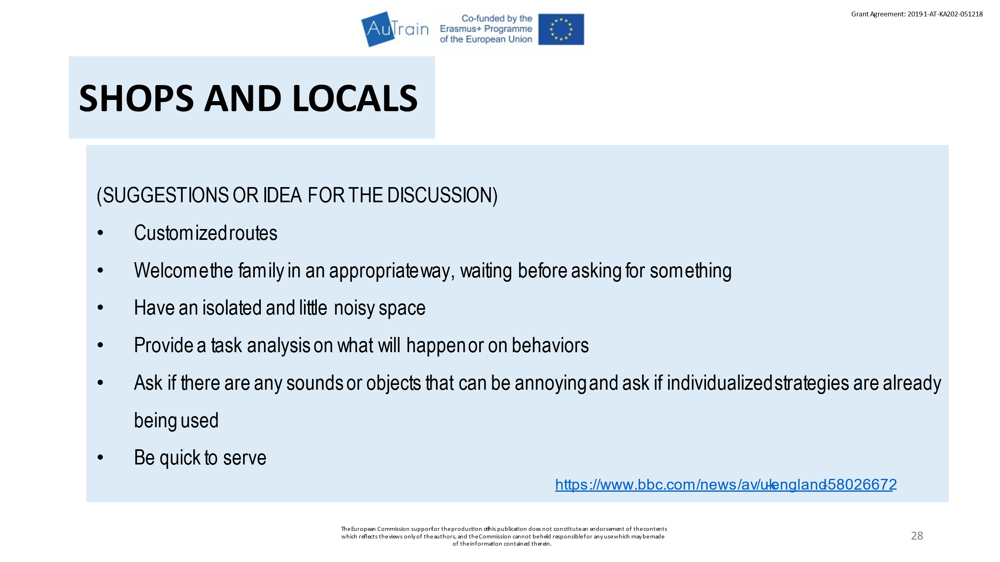 AuTrain
Co-funded by the
Erasmus+ Programme
of the European Union
Grant Agreement: 2019-1-AT-KA202-051218
SHOPS AND LOCALS
(SUGGESTIONS OR IDEA FOR THE DISCUSSION)
• Customized routes
• Welcome the family in an appropriate way, waiting before asking for something
• Have an isolated and little noisy space
• Provide a task analysis on what will happen or on behaviors
• Ask if there are any sounds or objects that can be annoying and ask if individualized strategies are already
being used
• Be quick to serve
https://www.bbc.com/news/av/uk-england-58026672
The European Commission support for the production of this publication does not constitute an endorsement of the contents
which reflects the views only of the authors, and the Commission cannot be held responsible for any use which may be made
of the information contained therein.
28